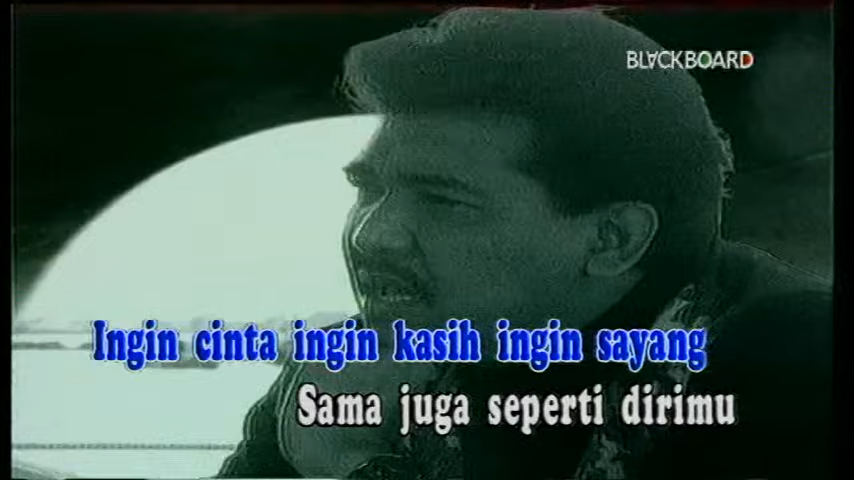 BLACKBOARD
Ingin cinta ingin kasih ingin sayang
Sama juga seperti dirimu